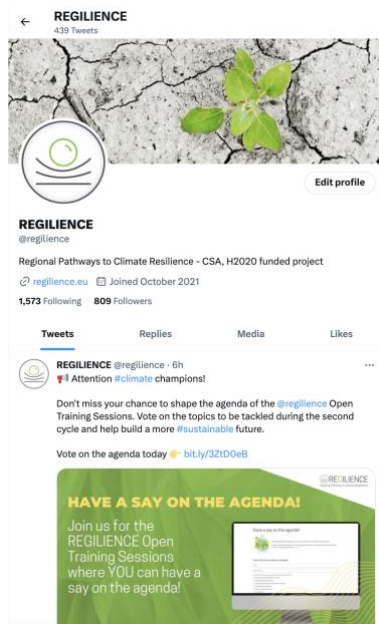 REGILIENCE
439 Tweets
Edit profile
REGILIENCE
@regilience
Regional Pathways to Climate Resilience - CSA, H2020 funded project
regilience.eu Joined October 2021
1,573 Following 809 Followers
Tweets Replies Media Likes
REGILIENCE @regilience · 6h
Attention #climate champions!
Don't miss your chance to shape the agenda of the @regilience Open
Training Sessions. Vote on the topics to be tackled during the second
cycle and help build a more #sustainable future.
Vote on the agenda today 👉 bit.ly/3ZtD0eB
REGILIENCE
HAVE A SAY ON THE AGENDA!
Join us for the
REGILIENCE Open
Training Sessions
where YOU can have a
say on the agenda!
Have a say on the agenda!